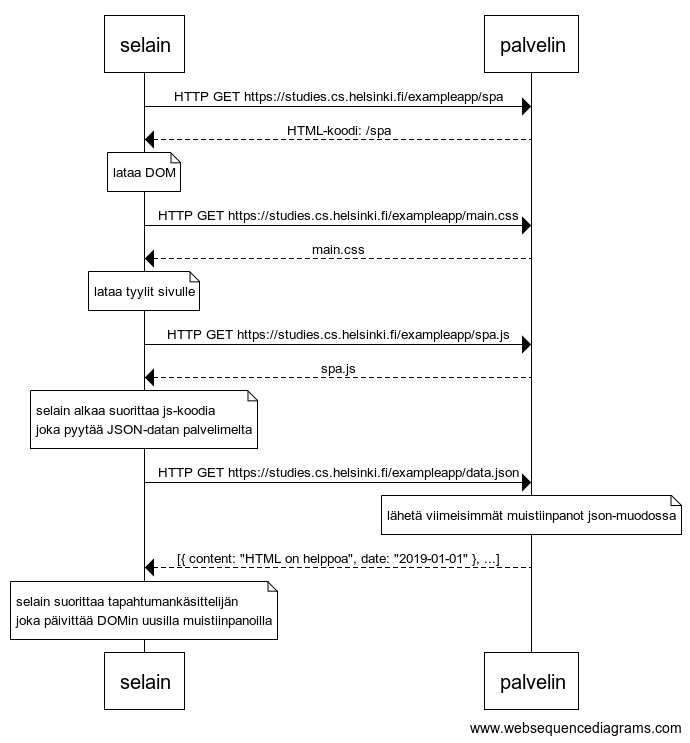 selain
palvelin
HTTP GET https://studies.cs.helsinki.fi/exampleapp/spa
HTML-koodi: /spa
lataa DOM
HTTP GET https://studies.cs.helsinki.fi/exampleapp/main.css
main.css
lataa tyylit sivulle
HTTP GET https://studies.cs.helsinki.fi/exampleapp/spa.js
spa.js
selain alkaa suorittaa js-koodia
joka pyytää JSON-datan palvelimelta
HTTP GET https://studies.cs.helsinki.fi/exampleapp/data.json
lähetä viimeisimmät muistiinpanot json-muodossa
[{ content: "HTML on helppoa", date: "2019-01-01" }, ...]
selain suorittaa tapahtumankäsittelijän
joka päivittää DOMin uusilla muistiinpanoilla
selain
palvelin
www.websequencediagrams.com